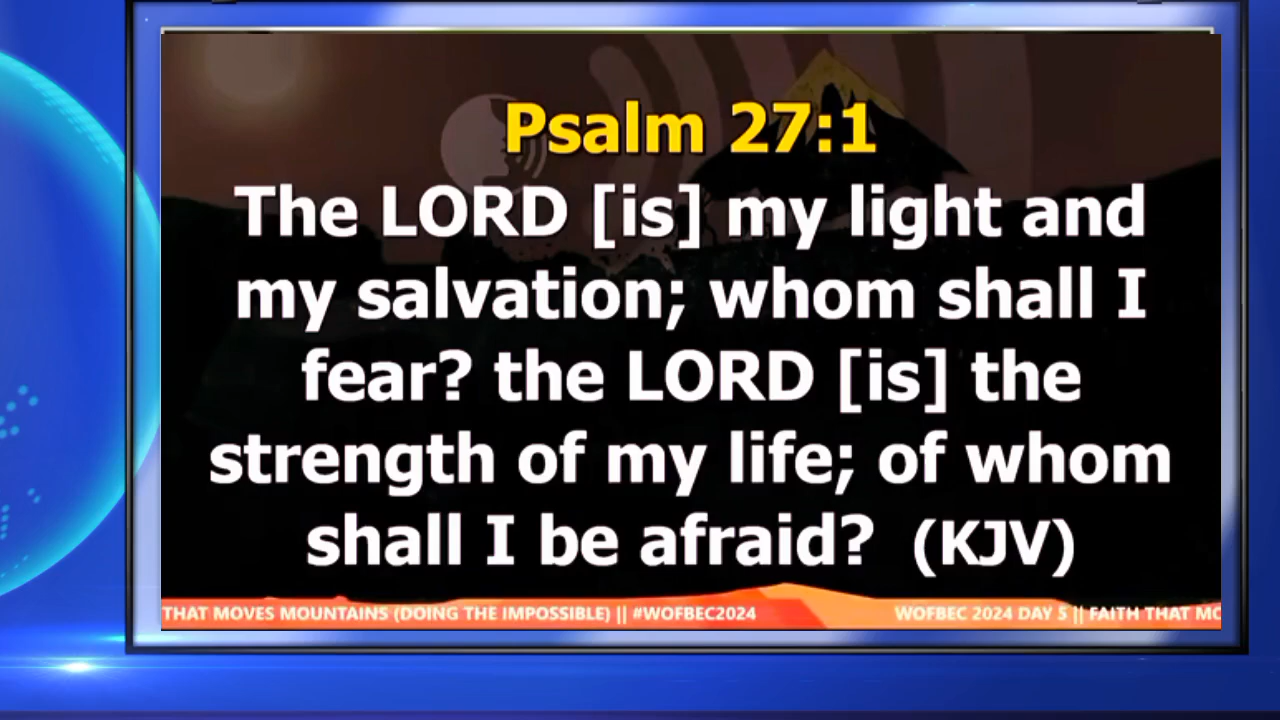 Psalm 27:1
The LORD [is] my light and
my salvation; whom shall I
fear? the LORD [is] the
strength of my life; of whom
shall I be afraid? (KJV)
THAT MOVES MOUNTAINS (DOING THE IMPOSSIBLE) || #WOFBEC2024 WOFBEC 2024 DAY 5 || FAITH THAT MO